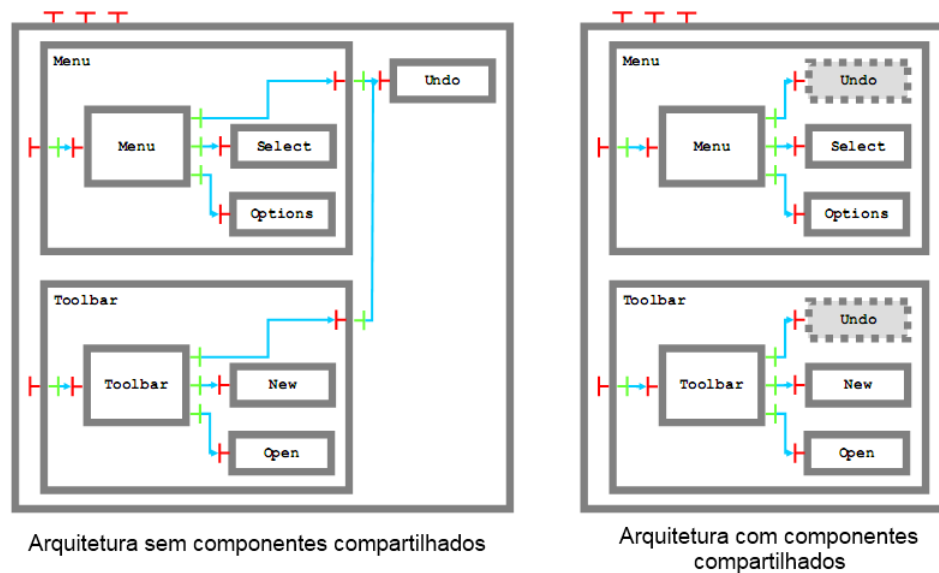 Menu
Undo
Menu
Select
Options
Toolbar
Toolbar
New
Open
Arquitetura sem componentes compartilhados
Menu
Undo
Menu
Select
Options
Toolbar
Undo
Toolbar
New
Open
Arquitetura com componentes
compartilhados